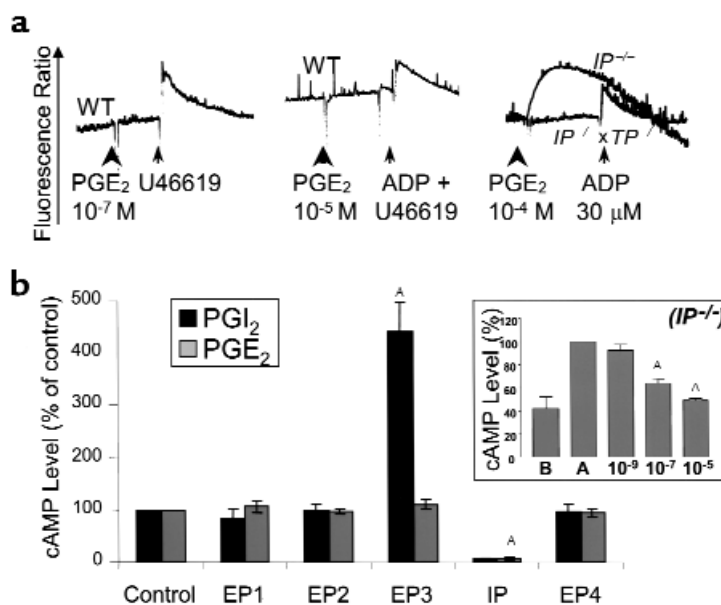 a
Fluorescence Ratio
WT
WT
IP-/-
IP-/- x TP-/-
PGE2 U46619
10-7 M
PGE2 ADP +
10-5 M U46619
PGE2 ADP
10-4 M 30 µM
b
cAMP Level (% of control)
500
400
300
200
100
0
PGI2
PGE2
A
A
Control EP1 EP2 EP3 IP EP4
(IP-/-)
cAMP Level (%)
120
100
80
60
40
20
0
A
A
B A 10-9 10-7 10-5